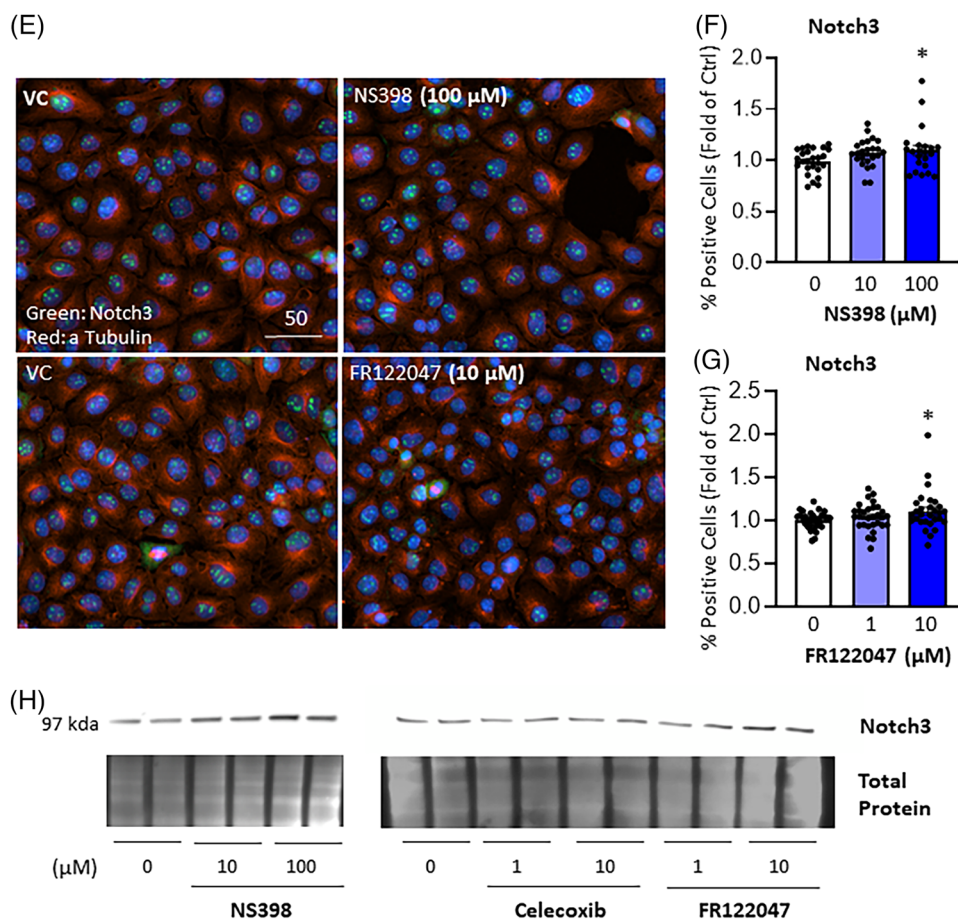 (E)
VC
NS398 (100 µM)
Green: Notch3
Red: a Tubulin
50
VC
FR122047 (10 µM)
(F)
Notch3
% Positive Cells (Fold of Ctrl)
2.0
1.5
1.0
0.5
0.0
*
0 10 100
NS398 (µM)
(G)
Notch3
% Positive Cells (Fold of Ctrl)
2.5
2.0
1.5
1.0
0.5
0.0
*
0 1 10
FR122047 (µM)
(H)
97 kda
Notch3
Total
Protein
(µM) 0 10 100 0 1 10 1 10
NS398 Celecoxib FR122047